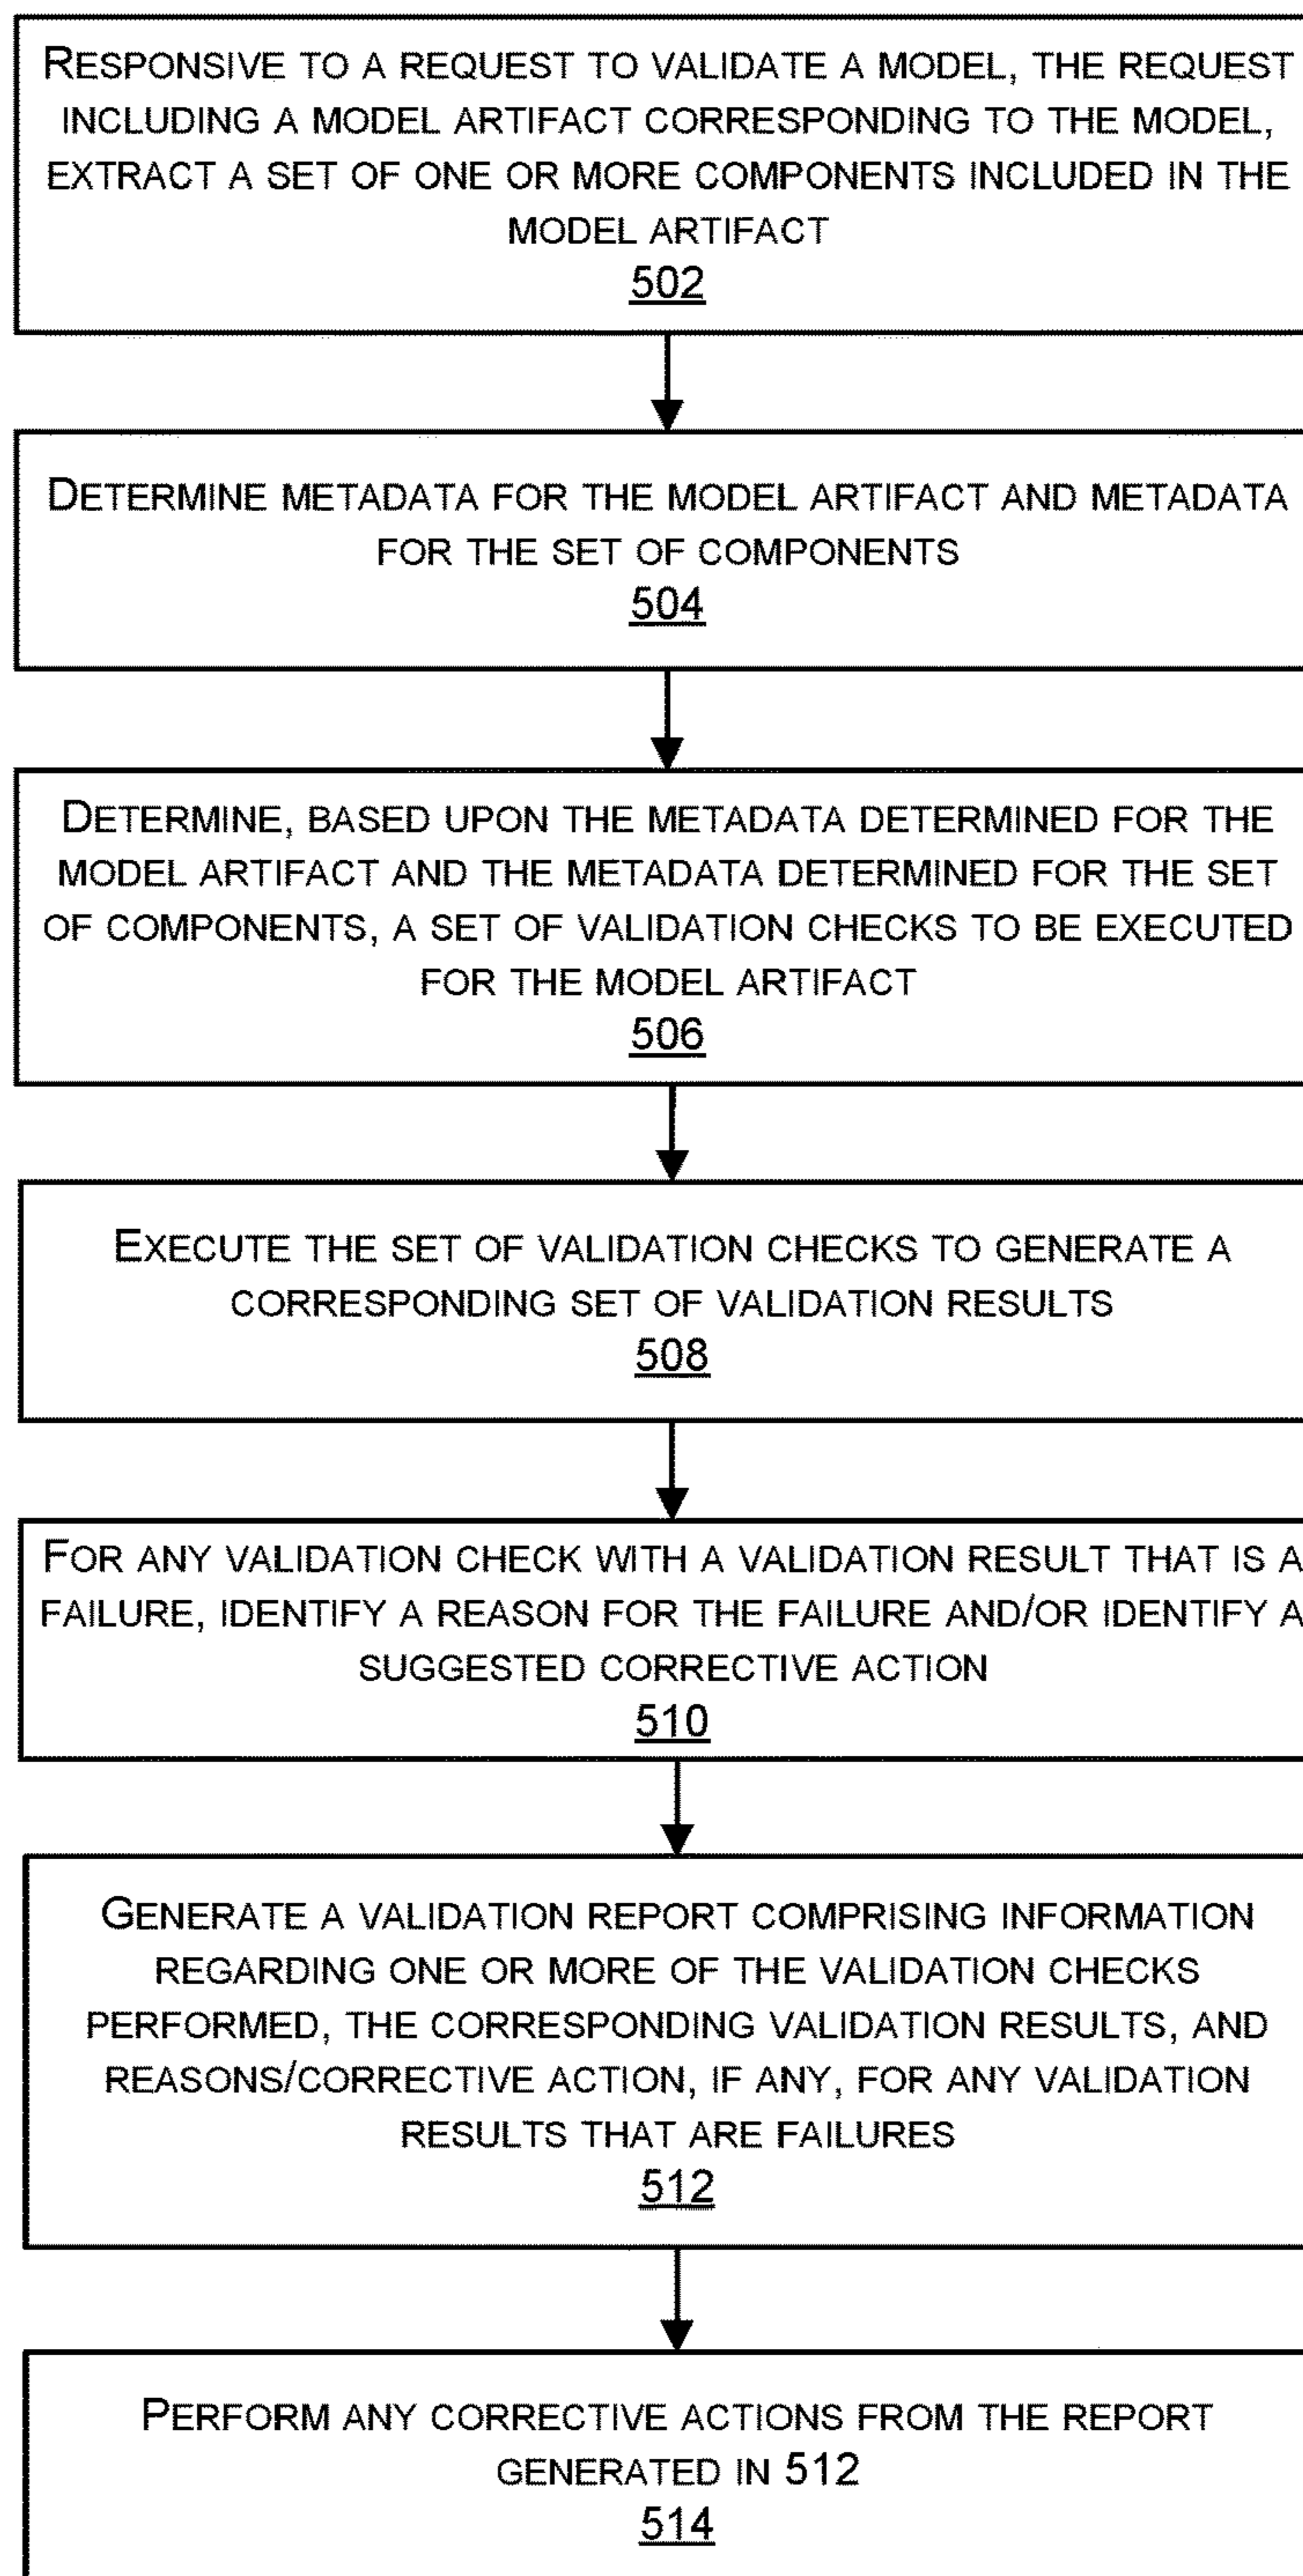 RESPONSIVE TO A REQUEST TO VALIDATE A MODEL, THE REQUEST
INCLUDING A MODEL ARTIFACT CORRESPONDING TO THE MODEL,
EXTRACT A SET OF ONE OR MORE COMPONENTS INCLUDED IN THE
MODEL ARTIFACT
502
DETERMINE METADATA FOR THE MODEL ARTIFACT AND METADATA
FOR THE SET OF COMPONENTS
504
DETERMINE, BASED UPON THE METADATA DETERMINED FOR THE
MODEL ARTIFACT AND THE METADATA DETERMINED FOR THE SET
OF COMPONENTS, A SET OF VALIDATION CHECKS TO BE EXECUTED
FOR THE MODEL ARTIFACT
506
EXECUTE THE SET OF VALIDATION CHECKS TO GENERATE A
CORRESPONDING SET OF VALIDATION RESULTS
508
FOR ANY VALIDATION CHECK WITH A VALIDATION RESULT THAT IS A
FAILURE, IDENTIFY A REASON FOR THE FAILURE AND/OR IDENTIFY A
SUGGESTED CORRECTIVE ACTION
510
GENERATE A VALIDATION REPORT COMPRISING INFORMATION
REGARDING ONE OR MORE OF THE VALIDATION CHECKS
PERFORMED, THE CORRESPONDING VALIDATION RESULTS, AND
REASONS/CORRECTIVE ACTION, IF ANY, FOR ANY VALIDATION
RESULTS THAT ARE FAILURES
512
PERFORM ANY CORRECTIVE ACTIONS FROM THE REPORT
GENERATED IN 512
514